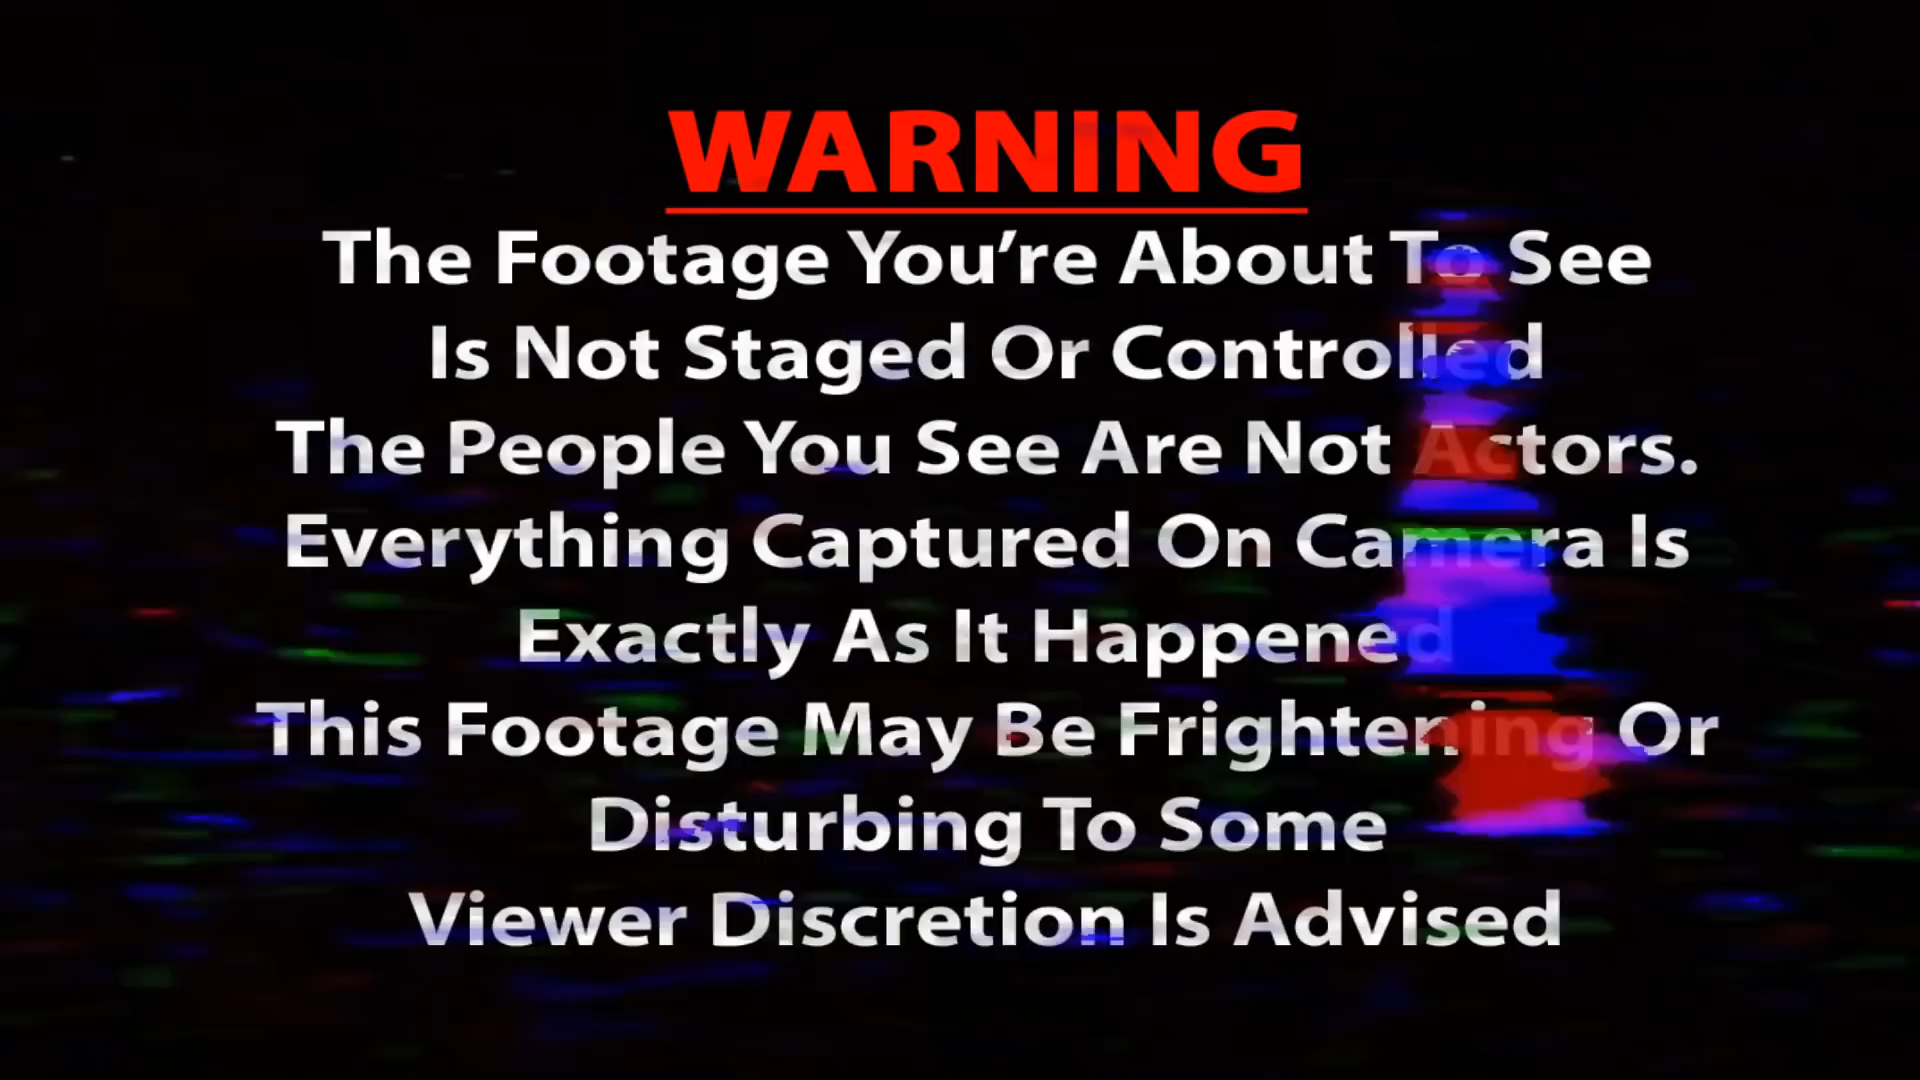 WARNING
The Footage You’re About To See
Is Not Staged Or Controlled
The People You See Are Not Actors.
Everything Captured On Camera Is
Exactly As It Happened
This Footage May Be Frightening Or
Disturbing To Some
Viewer Discretion Is Advised